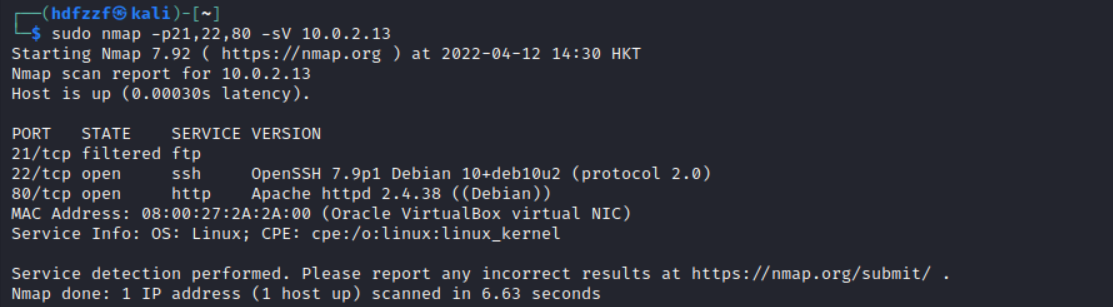 ┌──(hdfzzf㉿kali)-[~]
└─$ sudo nmap -p21,22,80 -sV 10.0.2.13
Starting Nmap 7.92 ( https://nmap.org ) at 2022-04-12 14:30 HKT
Nmap scan report for 10.0.2.13
Host is up (0.00030s latency).
PORT   STATE    SERVICE VERSION
21/tcp filtered ftp
22/tcp open     ssh     OpenSSH 7.9p1 Debian 10+deb10u2 (protocol 2.0)
80/tcp open     http    Apache httpd 2.4.38 ((Debian))
MAC Address: 08:00:27:2A:2A:00 (Oracle VirtualBox virtual NIC)
Service Info: OS: Linux; CPE: cpe:/o:linux:linux_kernel
Service detection performed. Please report any incorrect results at https://nmap.org/submit/ .
Nmap done: 1 IP address (1 host up) scanned in 6.63 seconds